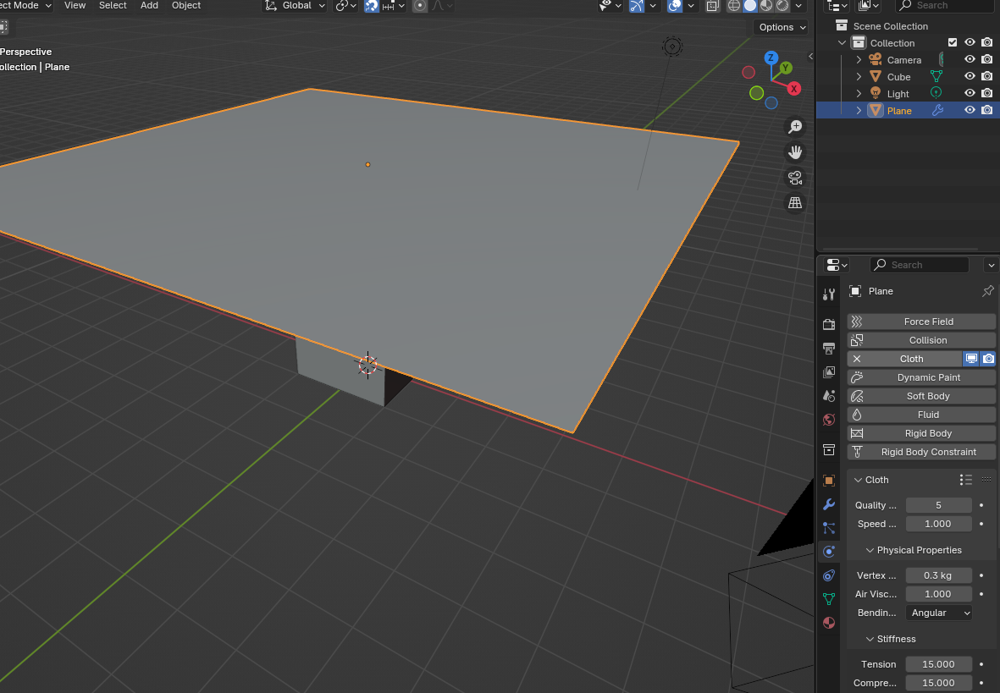 ect Mode View Select Add Object Global Search
Options
Perspective
ollection | Plane
Z
Y
X
Scene Collection
Collection
Camera
Cube
Light
Plane
Search
Plane
Force Field
Collision
Cloth
Dynamic Paint
Soft Body
Fluid
Rigid Body
Rigid Body Constraint
Cloth
Quality ... 5
Speed ... 1.000
Physical Properties
Vertex ... 0.3 kg
Air Visc... 1.000
Bendin... Angular
Stiffness
Tension 15.000
Compre... 15.000